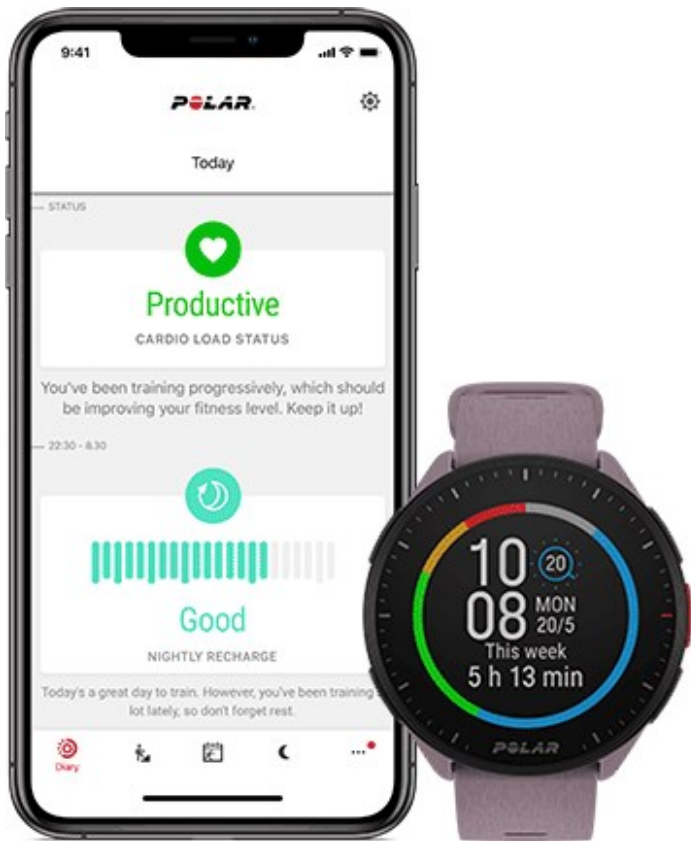 9:41
POLAR
Today
STATUS
Productive
CARDIO LOAD STATUS
You've been training progressively, which should
be improving your fitness level. Keep it up!
22:30 - 8.30
Good
NIGHTLY RECHARGE
Today's a great day to train. However, you've been training
lot lately, so don't forget rest.
Diary
10
20
08
MON
20/5
This week
5 h 13 min
POLAR